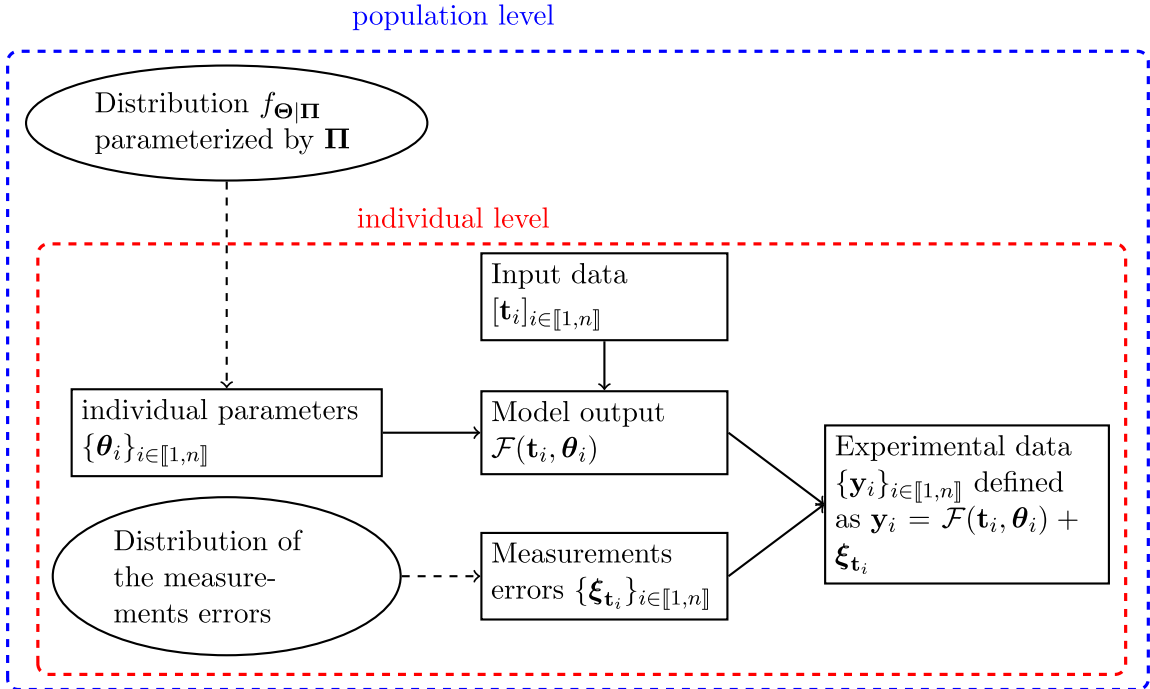 population level
Distribution f_{𝚯|𝚷}
parameterized by 𝚷
individual level
Input data
[𝐭_i]_{i∈⟦1,n⟧}
individual parameters
{𝜽_i}_{i∈⟦1,n⟧}
Model output
ℱ(𝐭_i, 𝜽_i)
Experimental data
{𝐲_i}_{i∈⟦1,n⟧} defined
as 𝐲_i = ℱ(𝐭_i, 𝜽_i) +
𝝃_{𝐭_i}
Distribution of
the measure-
ments errors
Measurements
errors {𝝃_{𝐭_i}}_{i∈⟦1,n⟧}